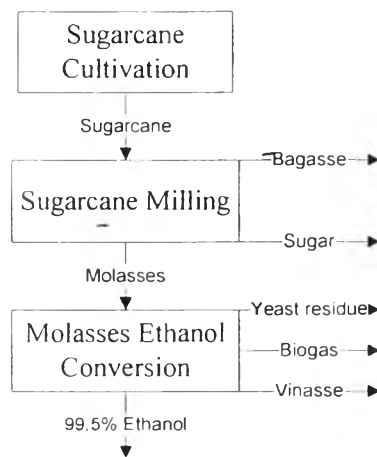 Sugarcane
Cultivation
Sugarcane
Bagasse
Sugarcane Milling
Sugar
Molasses
Yeast residue
Molasses Ethanol
Conversion
Biogas
Vinasse
99.5% Ethanol